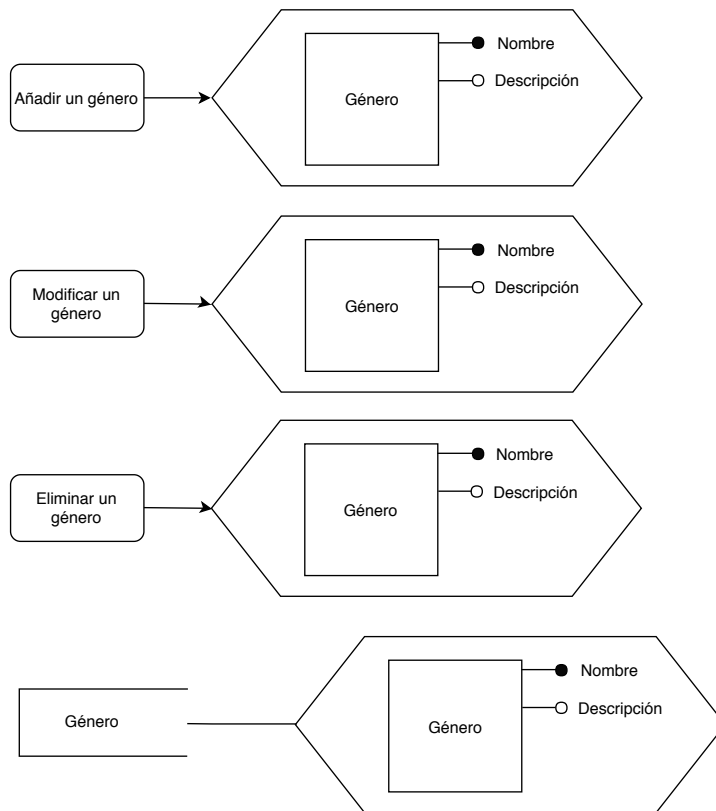 Añadir un género
Género
Nombre
Descripción
Modificar un
género
Género
Nombre
Descripción
Eliminar un
género
Género
Nombre
Descripción
Género
Género
Nombre
Descripción